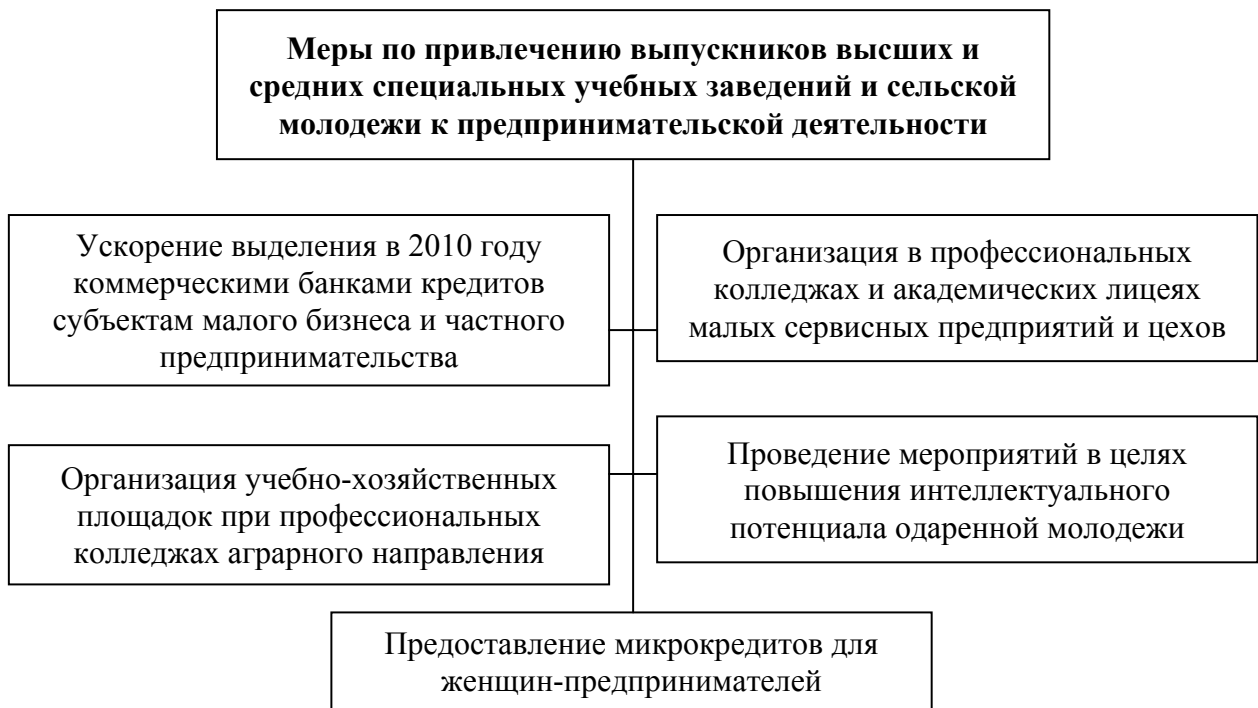 Меры по привлечению выпускников высших и
средних специальных учебных заведений и сельской
молодежи к предпринимательской деятельности
Ускорение выделения в 2010 году
коммерческими банками кредитов
субъектам малого бизнеса и частного
предпринимательства
Организация в профессиональных
колледжах и академических лицеях
малых сервисных предприятий и цехов
Организация учебно-хозяйственных
площадок при профессиональных
колледжах аграрного направления
Проведение мероприятий в целях
повышения интеллектуального
потенциала одаренной молодежи
Предоставление микрокредитов для
женщин-предпринимателей